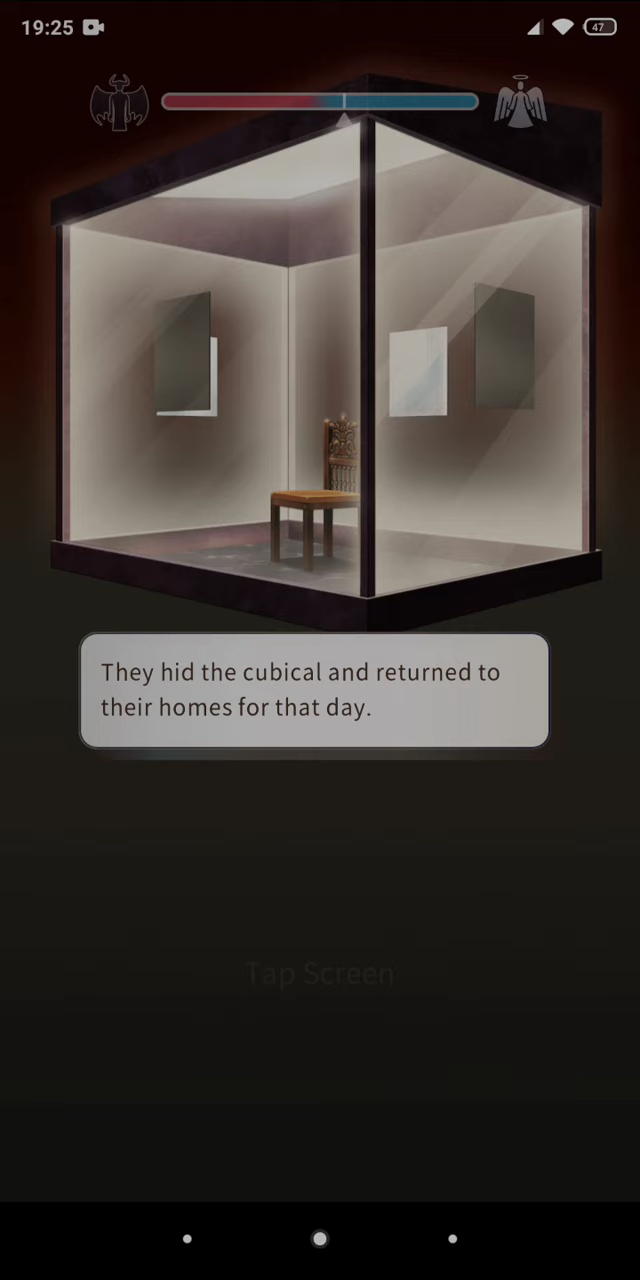 19:25
47
They hid the cubical and returned to
their homes for that day.
Tap Screen